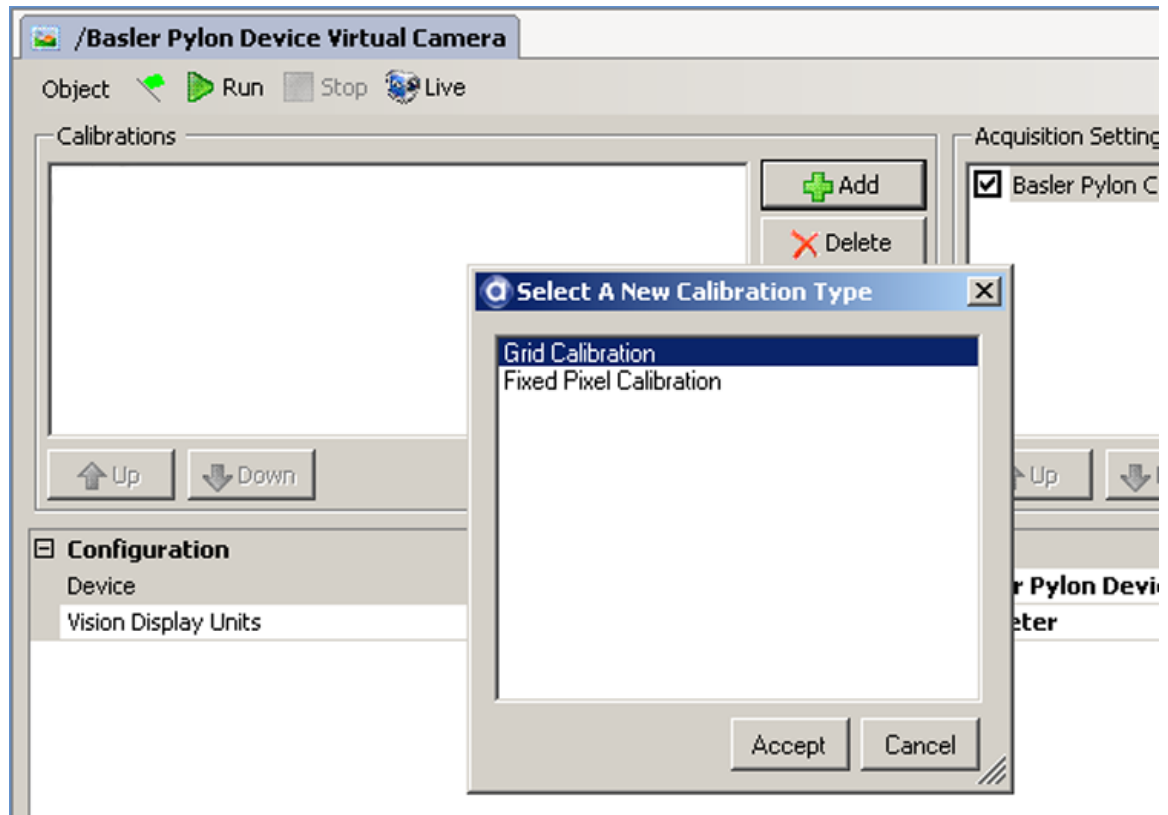 /Basler Pylon Device Virtual Camera
Object Run Stop Live
Calibrations
Add
Delete
Up Down
Acquisition Setting
Basler Pylon C
Up
Select A New Calibration Type
Grid Calibration
Fixed Pixel Calibration
Accept Cancel
Configuration
Device r Pylon Devi
Vision Display Units eter